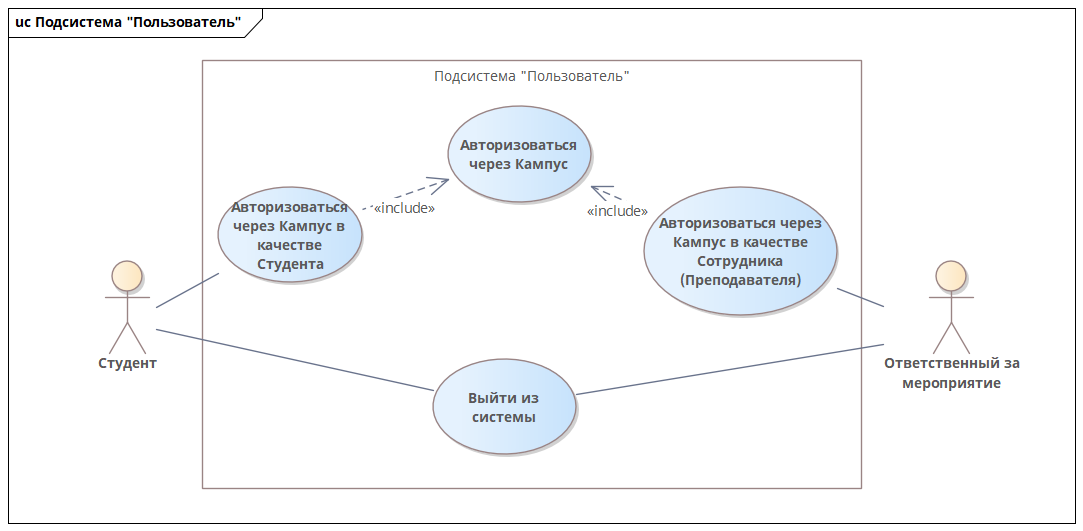 uc Подсистема "Пользователь"
Подсистема "Пользователь"
Авторизоваться
через Кампус
«include»
«include»
Авторизоваться
через Кампус в
качестве
Студента
Авторизоваться через
Кампус в качестве
Сотрудника
(Преподавателя)
Студент
Ответственный за
мероприятие
Выйти из
системы